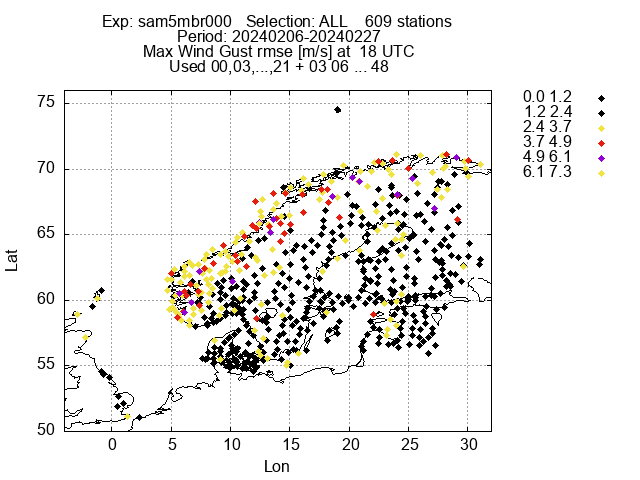 Exp: sam5mbr000 Selection: ALL 609 stations
Period: 20240206-20240227
Max Wind Gust rmse [m/s] at 18 UTC
Used 00,03,...,21 + 03 06 ... 48
0.0 1.2
1.2 2.4
2.4 3.7
3.7 4.9
4.9 6.1
6.1 7.3
75
70
65
60
55
50
Lat
0 5 10 15 20 25 30
Lon